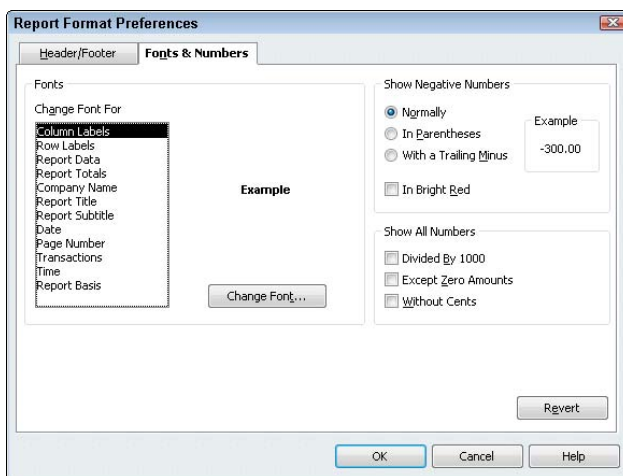 Report Format Preferences
Header/Footer
Fonts & Numbers
Fonts
Change Font For
Column Labels
Row Labels
Report Data
Report Totals
Company Name
Report Title
Report Subtitle
Date
Page Number
Transactions
Time
Report Basis
Example
Change Font...
Show Negative Numbers
Normally
In Parentheses
With a Trailing Minus
Example
-300.00
In Bright Red
Show All Numbers
Divided By 1000
Except Zero Amounts
Without Cents
Revert
OK
Cancel
Help